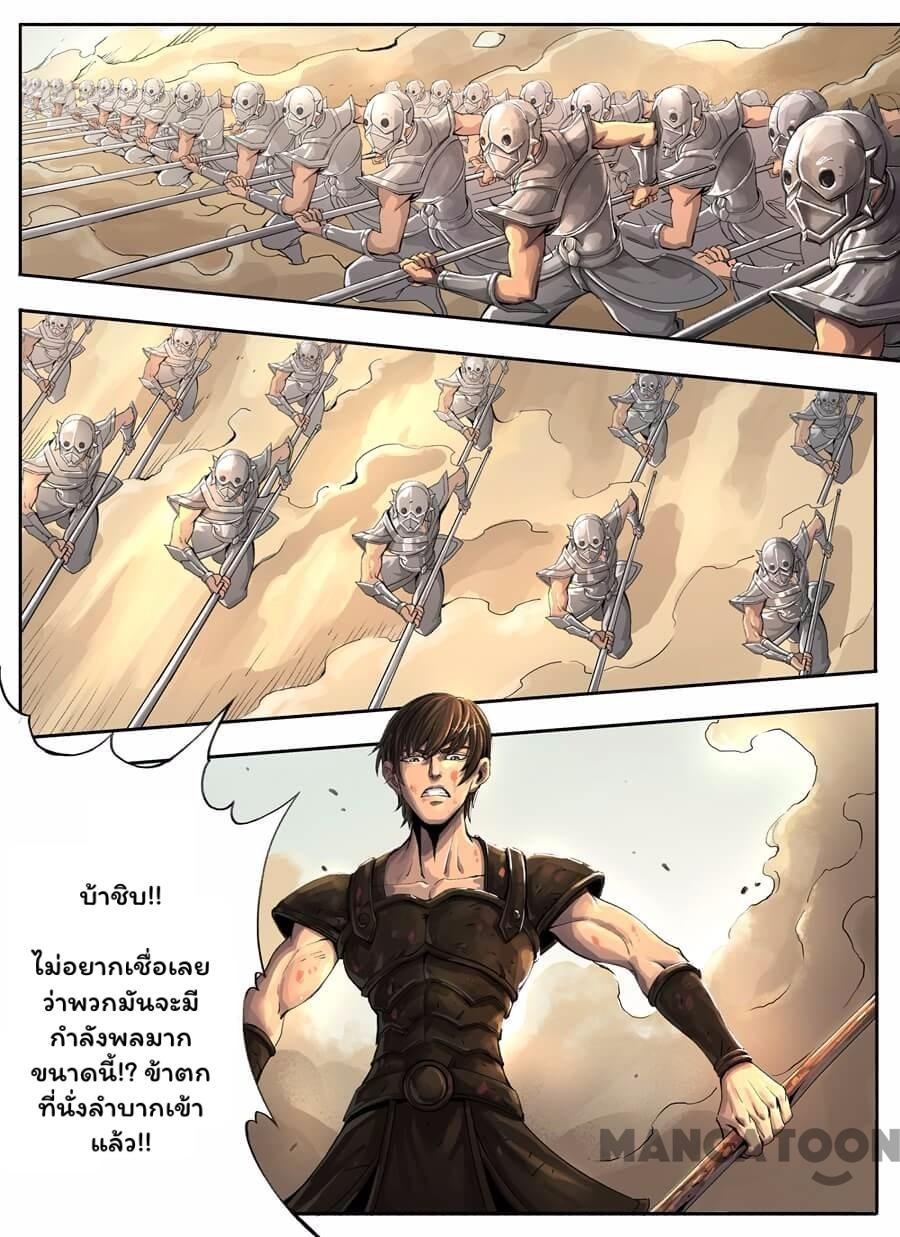 บ้าชิบ!!
ไม่อยากเชื่อเลย
ว่าพวกมันจะมี
กำลังพลมาก
ขนาดนี้!? ข้าตก
ที่นั่งลำบากเข้า
แล้ว!!
MANGATOON